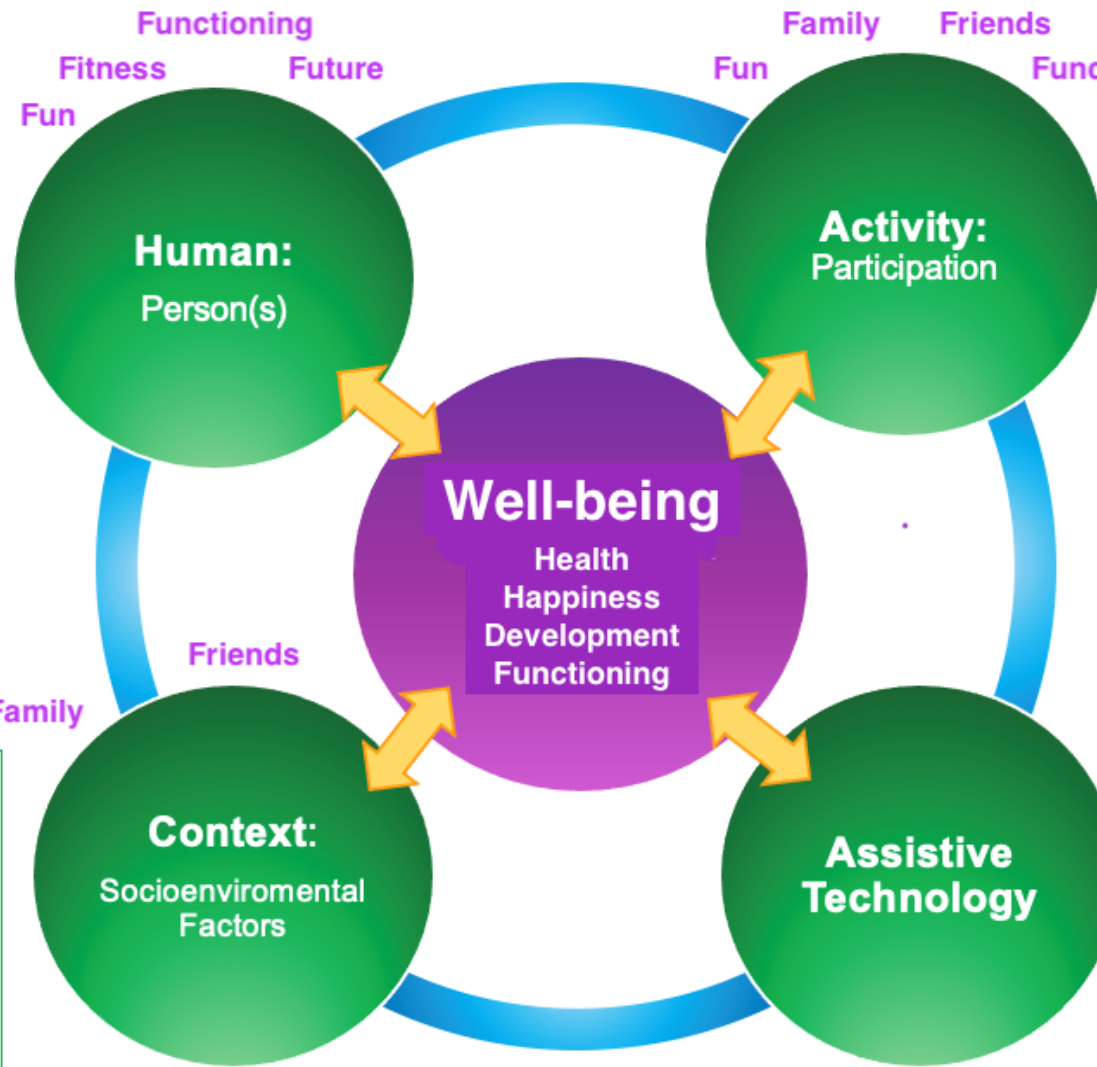 Functioning
Fitness
Future
Fun
Human:
Person(s)
Family
Friends
Fun
Func
Activity:
Participation
Well-being
Health
Happiness
Development
Functioning
Friends
Family
Context:
Socioenviromental
Factors
Assistive
Technology